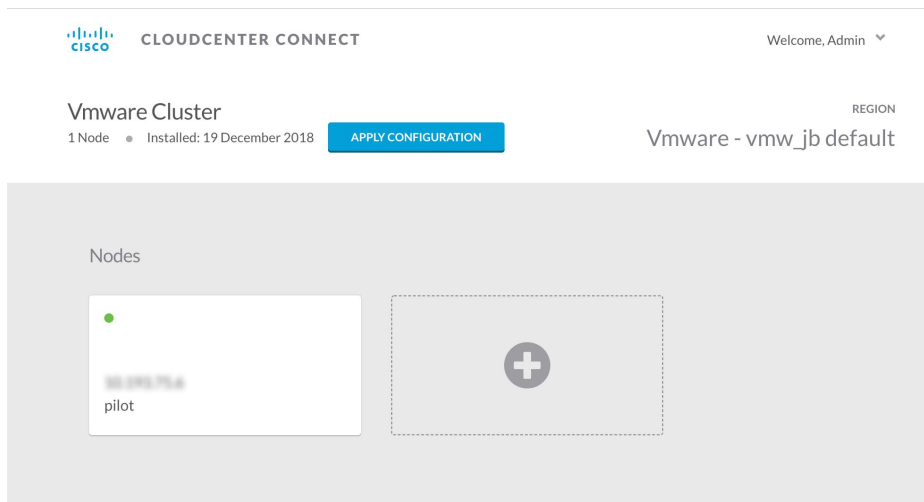 CISCO CLOUDCENTER CONNECT
Welcome, Admin
Vmware Cluster
REGION
1 Node • Installed: 19 December 2018
APPLY CONFIGURATION
Vmware - vmw_jb default
Nodes
pilot